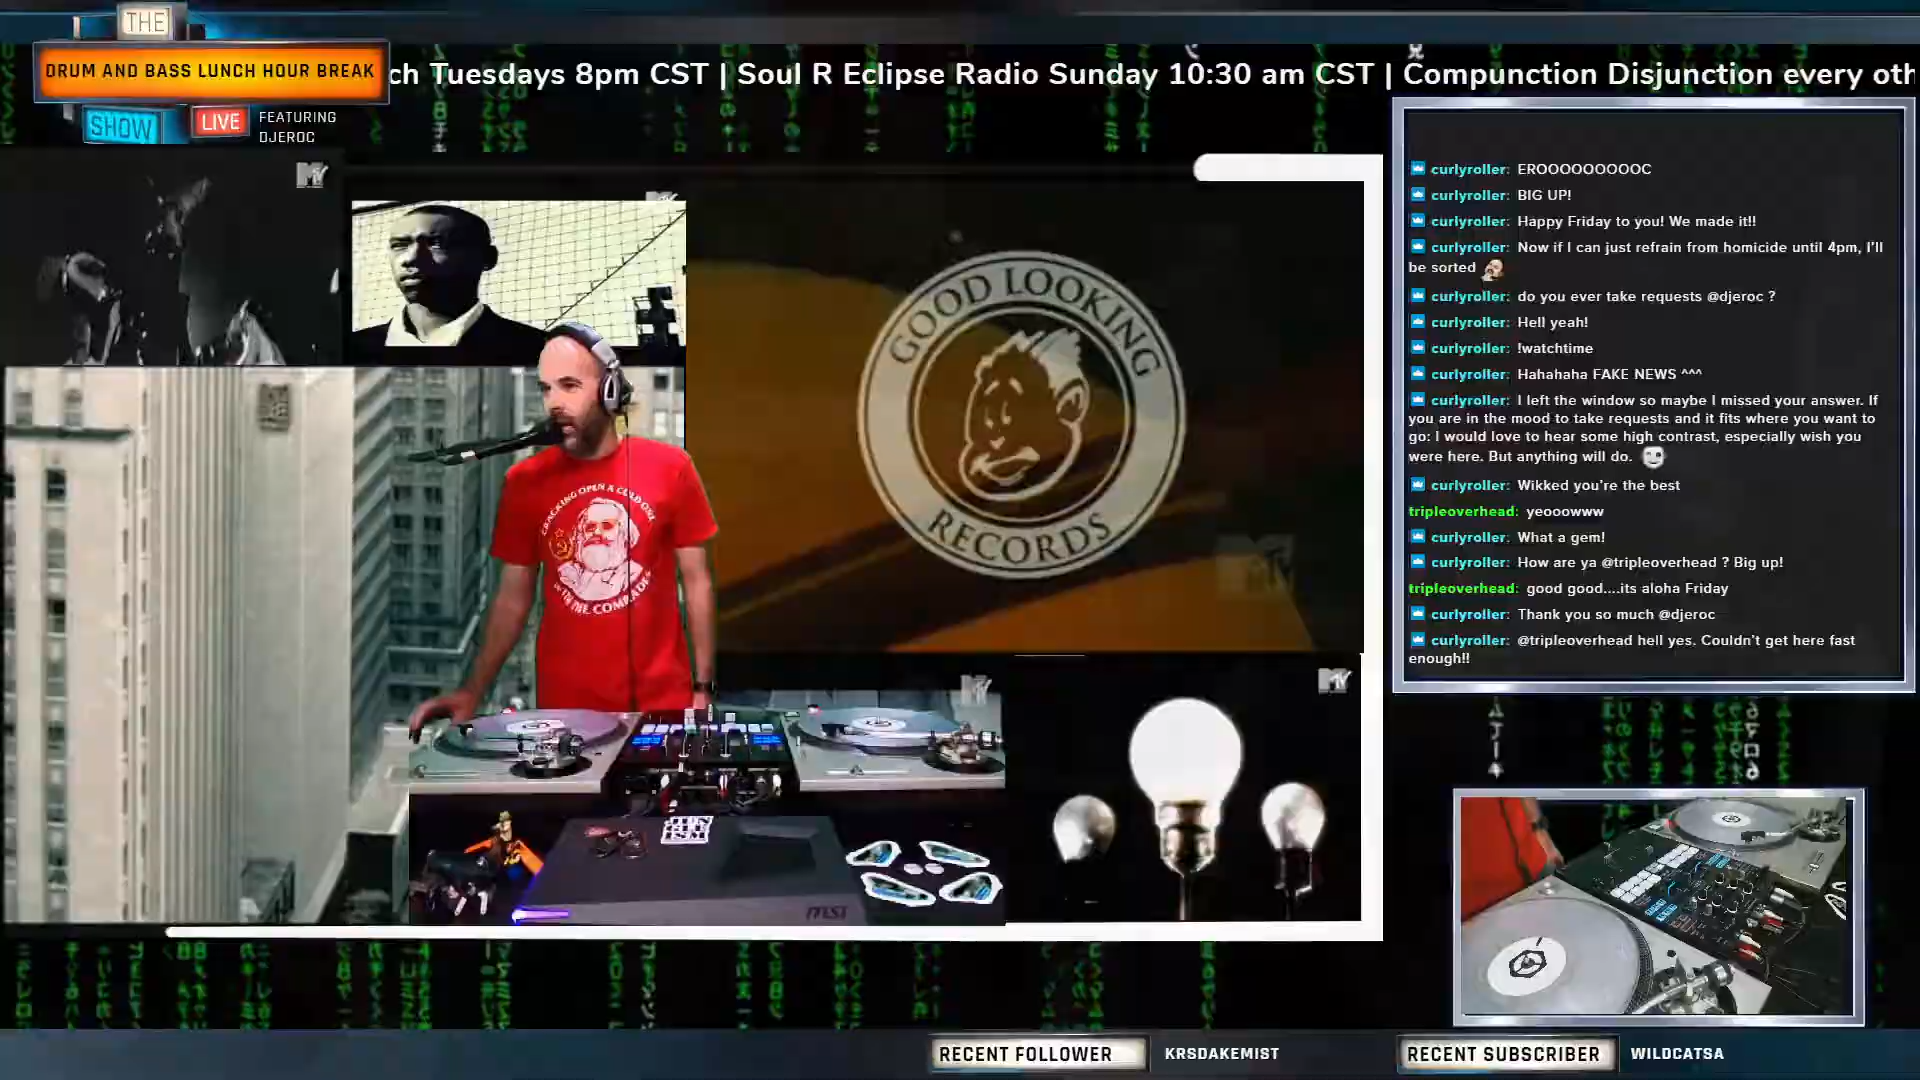 THE
DRUM AND BASS LUNCH HOUR BREAK
SHOW
LIVE
FEATURING
DJEROC
ch Tuesdays 8pm CST | Soul R Eclipse Radio Sunday 10:30 am CST | Compunction Disjunction every oth
GOOD LOOKING
RECORDS
CRACKING OPEN A COLD ONE
WITH THE COMRADES
msi
curlyroller: EROOOOOOOOOC
curlyroller: BIG UP!
curlyroller: Happy Friday to you! We made it!!
curlyroller: Now if I can just refrain from homicide until 4pm, I'll
be sorted
curlyroller: do you ever take requests @djeroc ?
curlyroller: Hell yeah!
curlyroller: !watchtime
curlyroller: Hahahaha FAKE NEWS ^^^
curlyroller: I left the window so maybe I missed your answer. If
you are in the mood to take requests and it fits where you want to
go: I would love to hear some high contrast, especially wish you
were here. But anything will do.
curlyroller: Wikked you're the best
tripleoverhead: yeooowww
curlyroller: What a gem!
curlyroller: How are ya @tripleoverhead ? Big up!
tripleoverhead: good good....its aloha Friday
curlyroller: Thank you so much @djeroc
curlyroller: @tripleoverhead hell yes. Couldn't get here fast
enough!!
RECENT FOLLOWER
KRSDAKEMIST
RECENT SUBSCRIBER
WILDCATSA